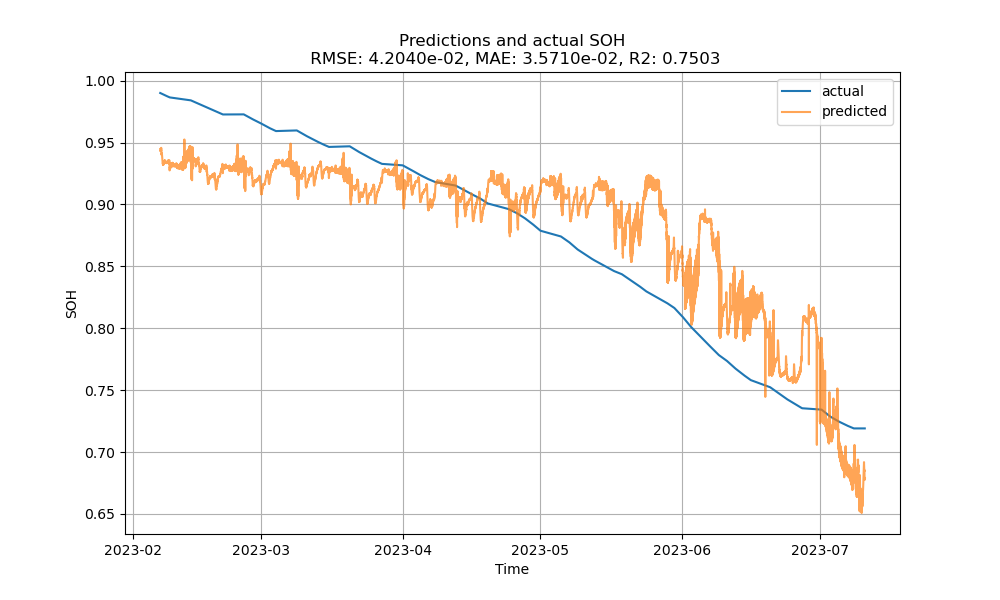 Predictions and actual SOH
RMSE: 4.2040e-02, MAE: 3.5710e-02, R2: 0.7503
actual
predicted
SOH
1.00
0.95
0.90
0.85
0.80
0.75
0.70
0.65
2023-02
2023-03
2023-04
2023-05
2023-06
2023-07
Time